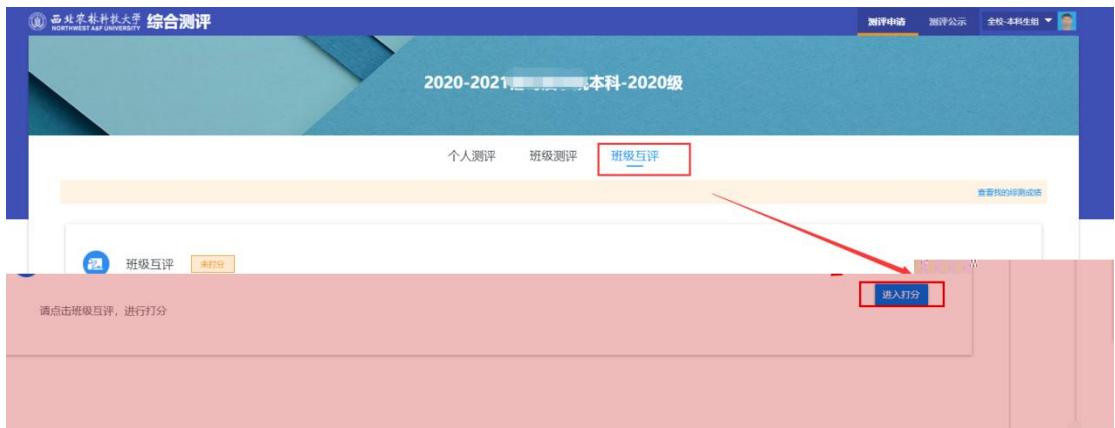 西北农林科技大学 综合测评
NORTHWEST A&F UNIVERSITY
测评申请 测评公示 全校-本科生组
2020-2021 本科-2020级
个人测评 班级测评 班级互评
查看我的综测成绩
班级互评 未打分
进入打分
请点击班级互评，进行打分